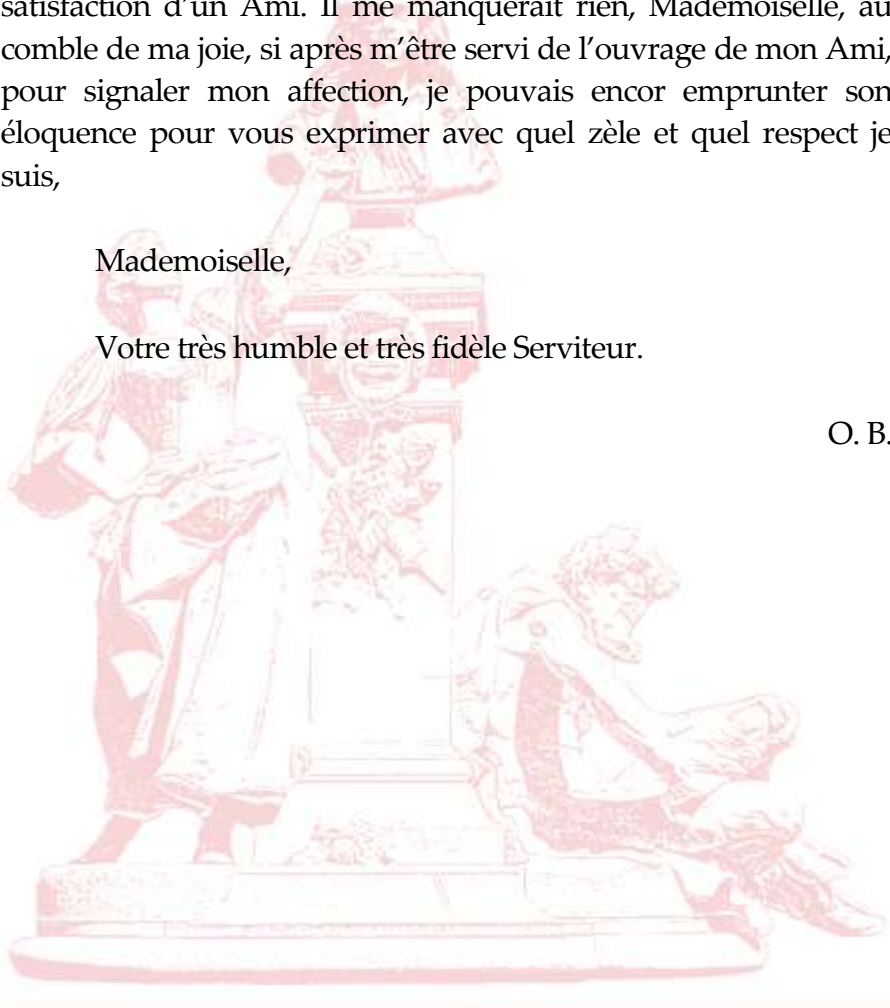 satisfaction d’un Ami. Il me manquerait rien, Mademoiselle, au
comble de ma joie, si après m’être servi de l’ouvrage de mon Ami,
pour signaler mon affection, je pouvais encor emprunter son
éloquence pour vous exprimer avec quel zèle et quel respect je
suis,
Mademoiselle,
Votre très humble et très fidèle Serviteur.
O. B.